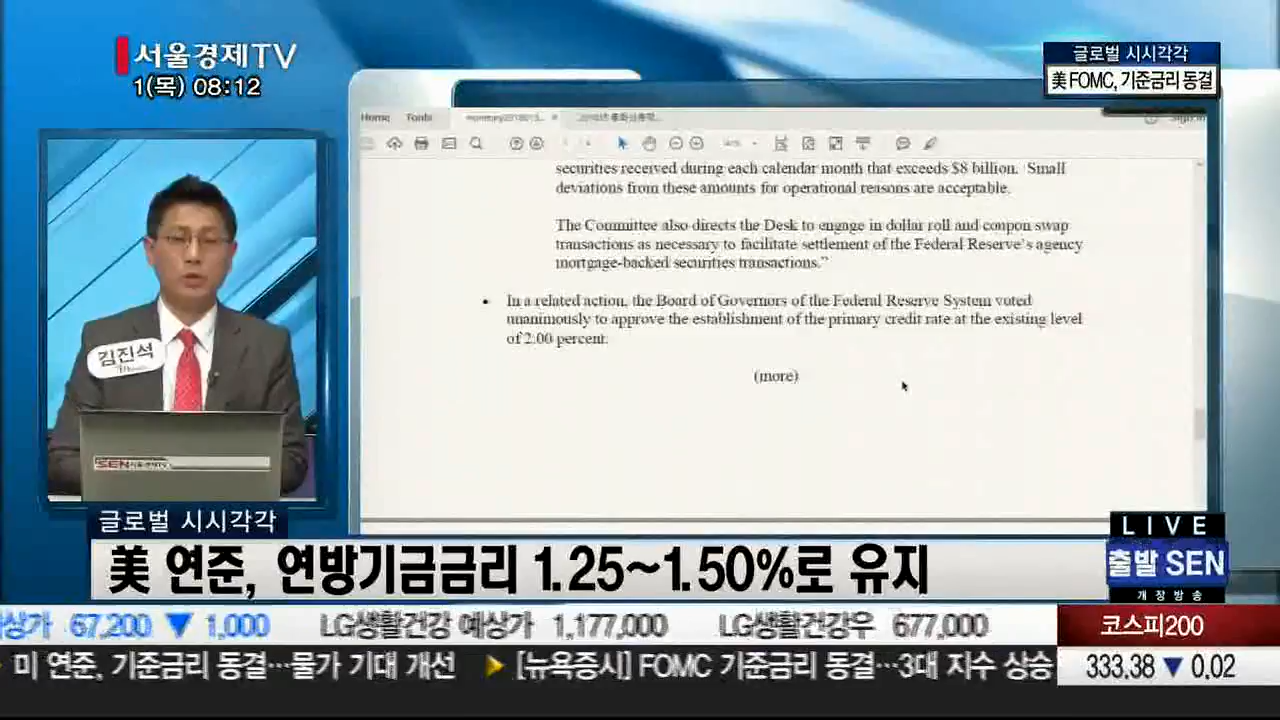 서울경제TV
1(목) 08:12
글로벌 시시각각
美 FOMC, 기준금리 동결
Home Tools
securities received during each calendar month that exceeds $8 billion. Small
deviations from these amounts for operational reasons are acceptable.
The Committee also directs the Desk to engage in dollar roll and coupon swap
transactions as necessary to facilitate settlement of the Federal Reserve's agency
mortgage-backed securities transactions."
• In a related action, the Board of Governors of the Federal Reserve System voted
unanimously to approve the establishment of the primary credit rate at the existing level
of 2.00 percent.
(more)
김진석
SEN 서울경제TV
글로벌 시시각각
美 연준, 연방기금금리 1.25~1.50%로 유지
LIVE
출발 SEN
개장방송
상가 67,200 ▼ 1,000 LG생활건강 예상가 1,177,000 LG생활건강우 677,000
코스피200
미 연준, 기준금리 동결…물가 기대 개선 ▶ [뉴욕증시] FOMC 기준금리 동결…3대 지수 상승
333.38 ▼ 0.02